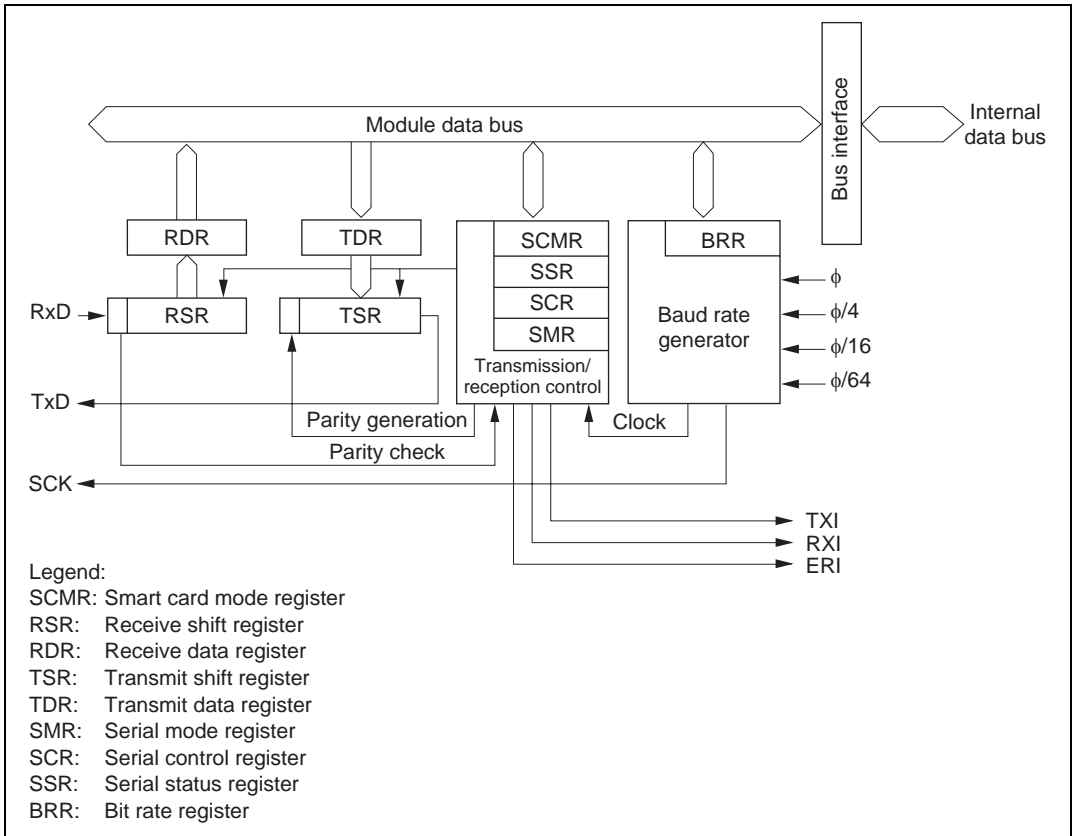 Module data bus
Bus interface
Internal
data bus
RDR
TDR
SCMR
SSR
SCR
SMR
Transmission/
reception control
BRR
Baud rate
generator
φ
φ/4
φ/16
φ/64
RxD
RSR
TSR
TxD
Parity generation
Parity check
Clock
SCK
TXI
RXI
ERI
Legend:
SCMR: Smart card mode register
RSR: Receive shift register
RDR: Receive data register
TSR: Transmit shift register
TDR: Transmit data register
SMR: Serial mode register
SCR: Serial control register
SSR: Serial status register
BRR: Bit rate register